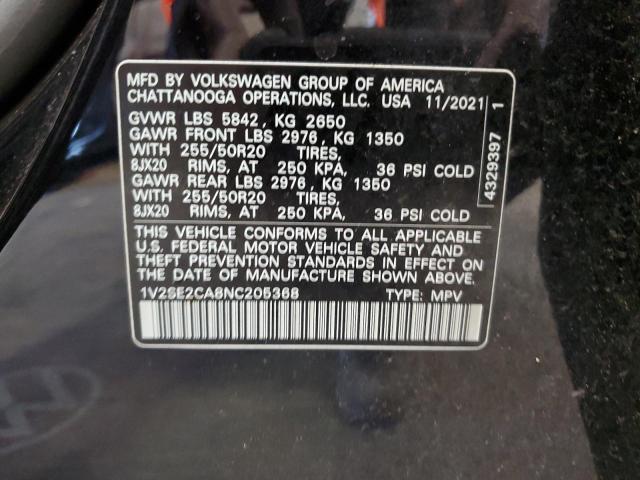 MFD BY VOLKSWAGEN GROUP OF AMERICA
CHATTANOOGA OPERATIONS, LLC. USA 11/2021
GVWR LBS 5842, KG 2650
GAWR FRONT LBS 2976, KG 1350
WITH 255/50R20 TIRES,
8JX20 RIMS, AT 250 KPA, 36 PSI COLD
GAWR REAR LBS 2976, KG 1350
WITH 255/50R20 TIRES,
8JX20 RIMS, AT 250 KPA, 36 PSI COLD
THIS VEHICLE CONFORMS TO ALL APPLICABLE
U.S. FEDERAL MOTOR VEHICLE SAFETY AND
THEFT PREVENTION STANDARDS IN EFFECT ON
THE DATE OF MANUFACTURE SHOWN ABOVE.
1V2SE2CA8NC205368 TYPE: MPV
4329397 1